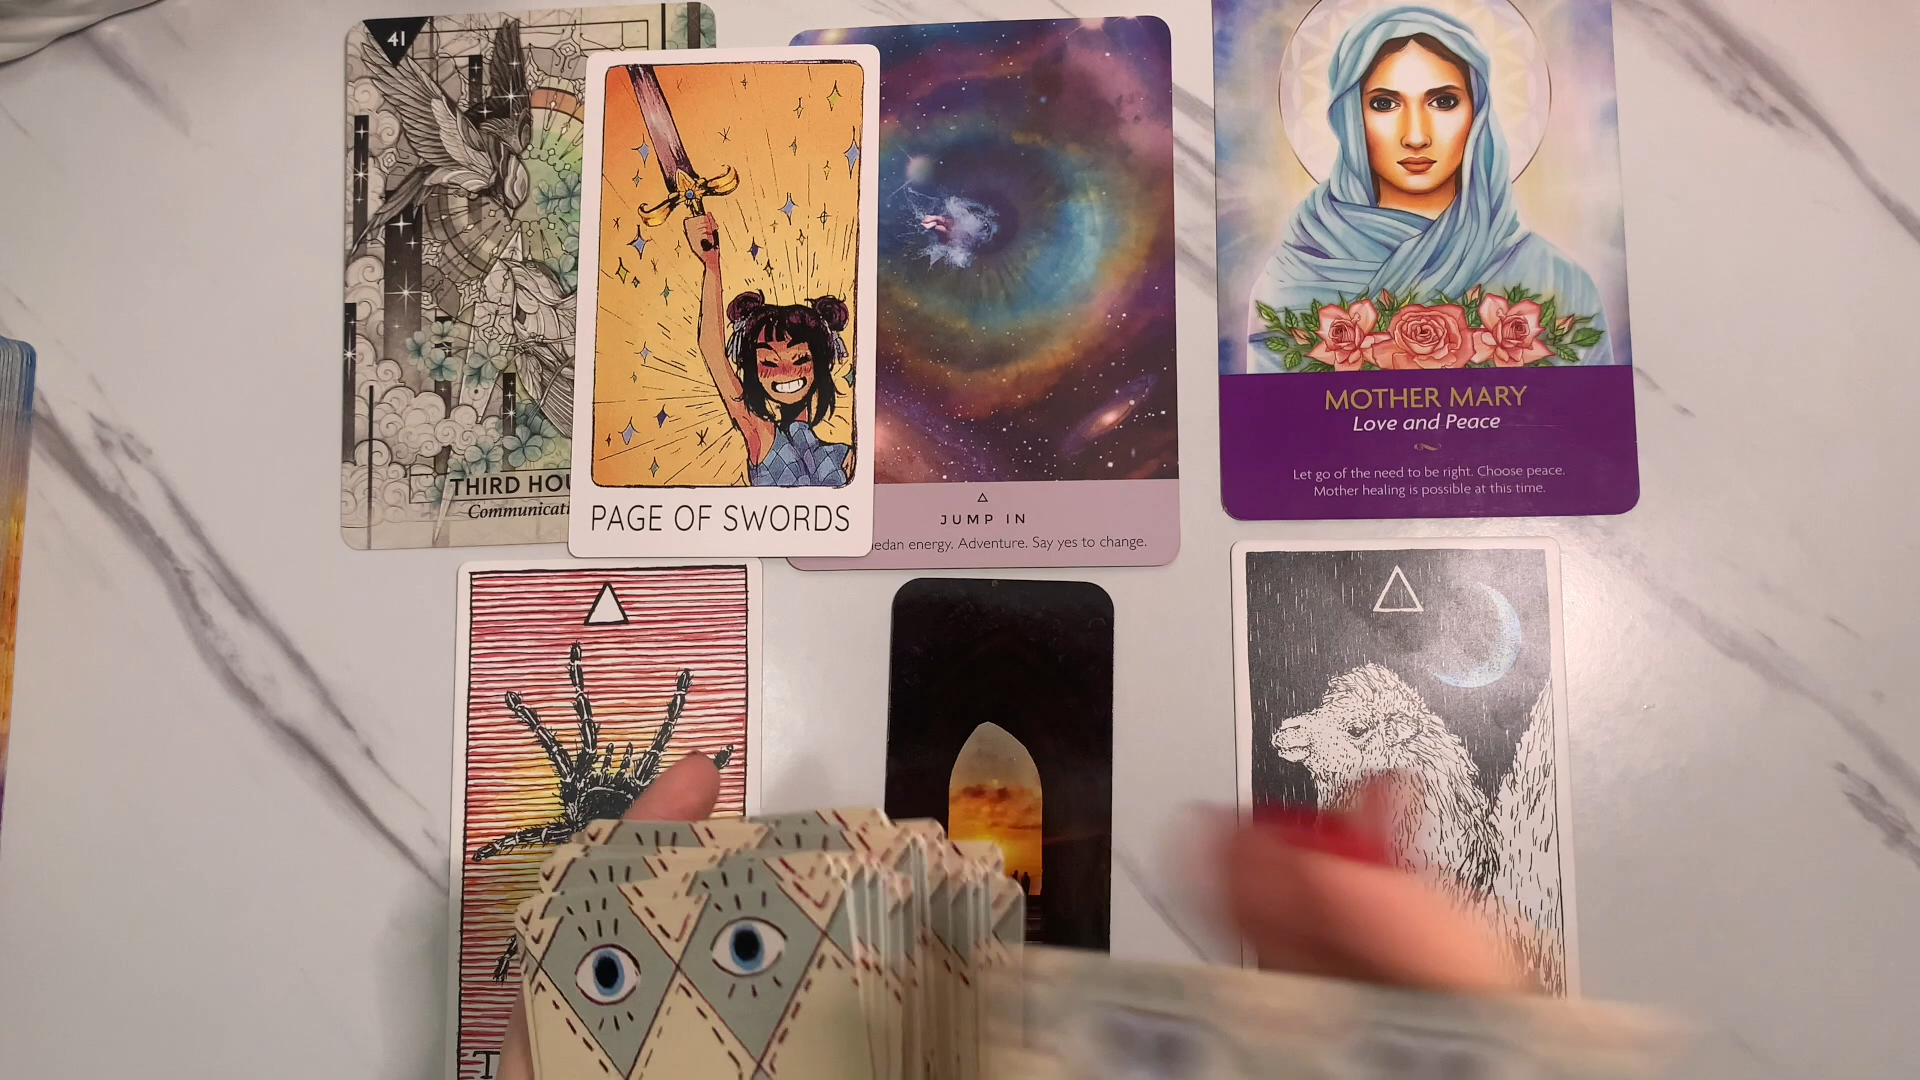 41
THIRD HOU
Communicati
PAGE OF SWORDS
JUMP IN
edan energy. Adventure. Say yes to change.
MOTHER MARY
Love and Peace
Let go of the need to be right. Choose peace.
Mother healing is possible at this time.
T